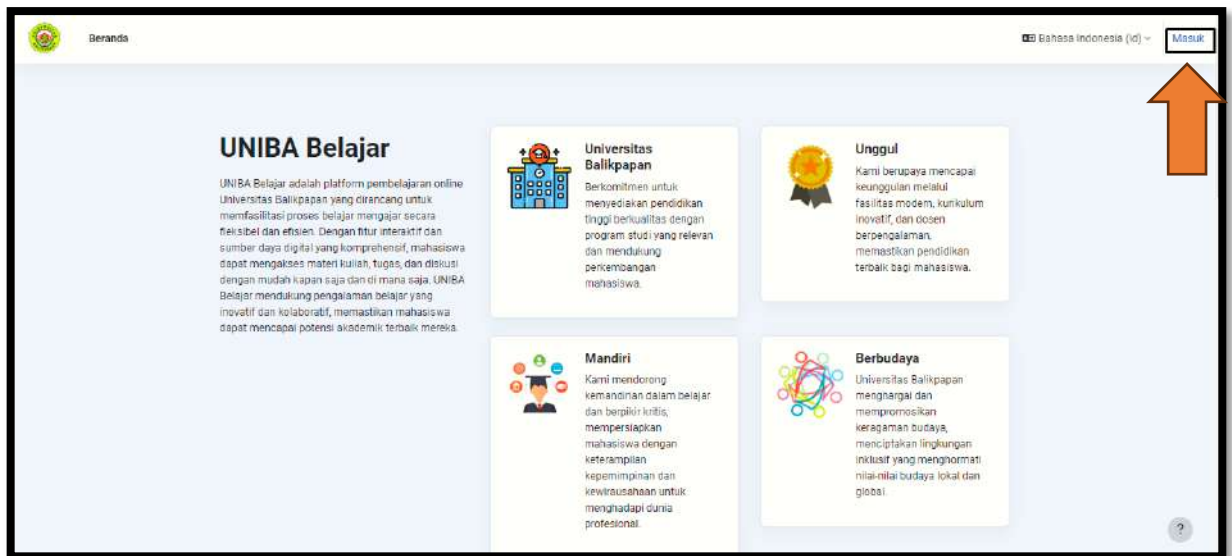 Beranda
Bahasa Indonesia (id)
Masuk
UNIBA Belajar
UNIBA Belajar adalah platform pembelajaran online
Universitas Balikpapan yang dirancang untuk
memfasilitasi proses belajar mengajar secara
fleksibel dan efisien. Dengan fitur interaktif dan
sumber daya digital yang komprehensif, mahasiswa
dapat mengakses materi kuliah, tugas, dan diskusi
dengan mudah kapan saja dan di mana saja. UNIBA
Belajar mendukung pengalaman belajar yang
inovatif dan kolaboratif, memastikan mahasiswa
dapat mencapai potensi akademik terbaik mereka.
Universitas
Balikpapan
Berkomitmen untuk
menyediakan pendidikan
tinggi berkualitas dengan
program studi yang relevan
dan mendukung
perkembangan
mahasiswa.
Unggul
Kami berupaya mencapai
keunggulan melalui
fasilitas modern, kurikulum
inovatif, dan dosen
berpengalaman,
memastikan pendidikan
terbaik bagi mahasiswa.
Mandiri
Kami mendorong
kemandirian dalam belajar
dan berpikir kritis,
mempersiapkan
mahasiswa dengan
keterampilan
kepemimpinan dan
kewirausahaan untuk
menghadapi dunia
profesional.
Berbudaya
Universitas Balikpapan
menghargai dan
mempromosikan
keragaman budaya,
menciptakan lingkungan
inklusif yang menghormati
nilai-nilai budaya lokal dan
global.
?